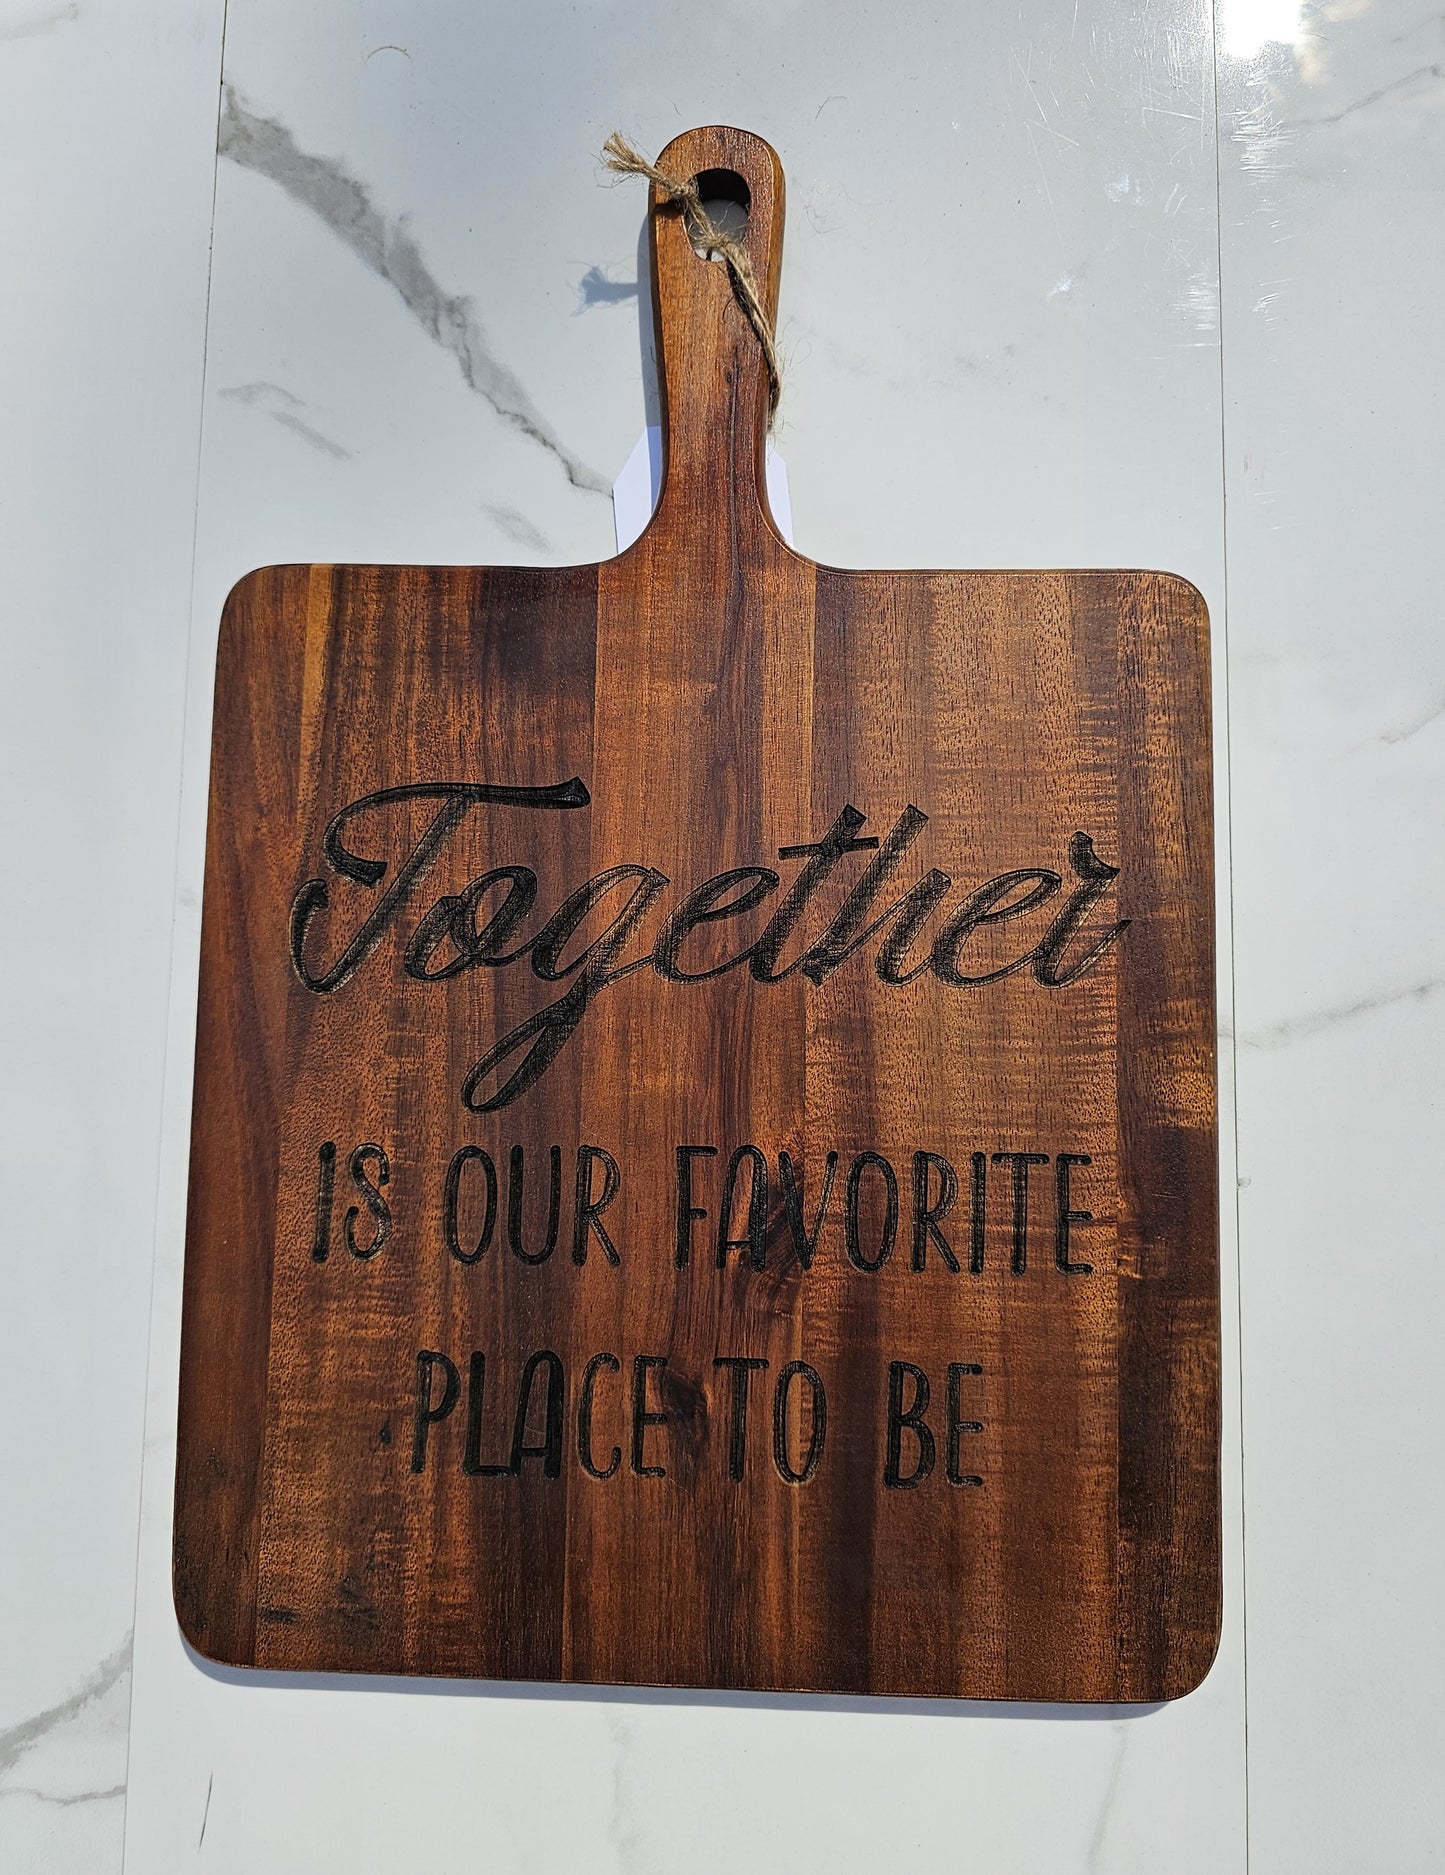 Together
IS OUR FAVORITE
PLACE TO BE